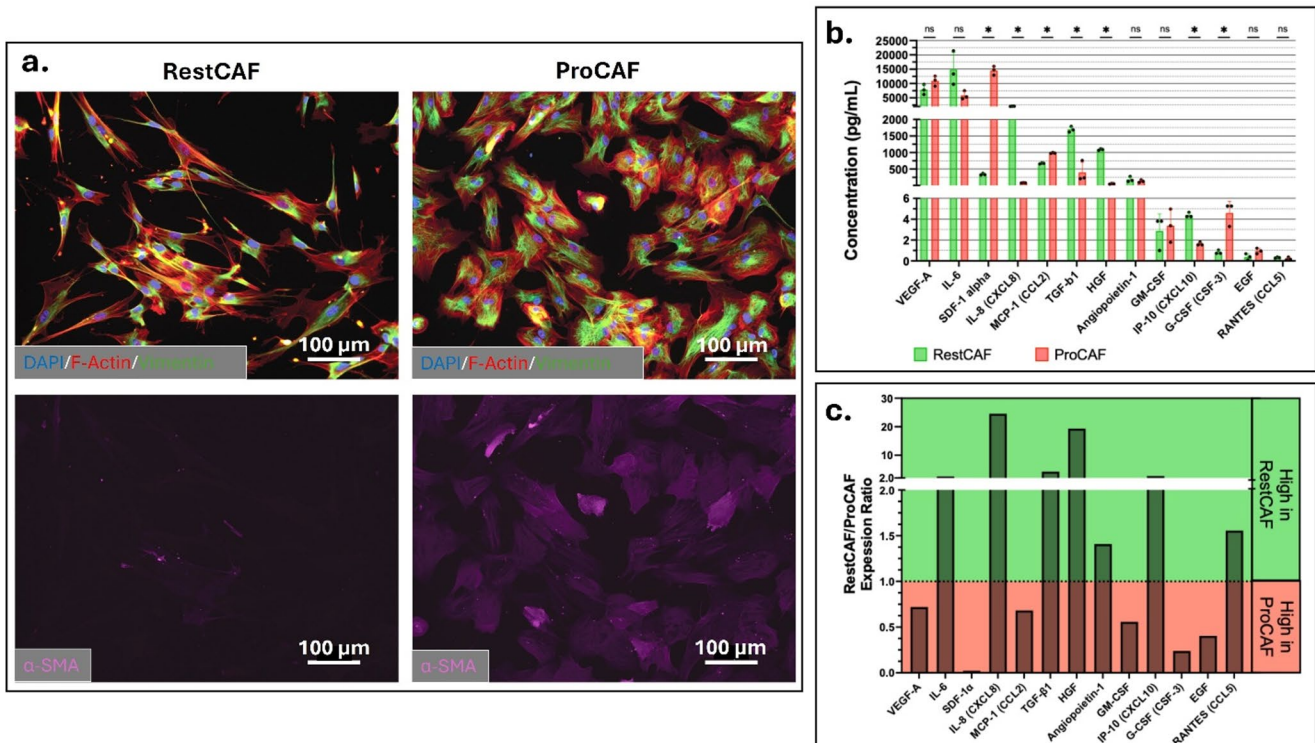 a.
RestCAF
ProCAF
DAPI/F-Actin/Vimentin
100 µm
DAPI/F-Actin/Vimentin
100 µm
α-SMA
100 µm
α-SMA
100 µm
b.
ns ns * * * * * ns ns * * ns ns
Concentration (pg/mL)
25000
20000
15000
10000
5000
2000
1500
1000
500
6
4
2
0
VEGF-A
IL-6
SDF-1 alpha
IL-8 (CXCL8)
MCP-1 (CCL2)
TGF-b1
HGF
Angiopoietin-1
GM-CSF
IP-10 (CXCL10)
G-CSF (CSF-3)
EGF
RANTES (CCL5)
RestCAF
ProCAF
c.
RestCAF/ProCAF
Expession Ratio
30
20
10
2.0
2.0
1.5
1.0
0.5
0.0
High in
RestCAF
High in
ProCAF
VEGF-A
IL-6
SDF-1α
IL-8 (CXCL8)
MCP-1 (CCL2)
TGF-β1
HGF
Angiopoietin-1
GM-CSF
IP-10 (CXCL10)
G-CSF (CSF-3)
EGF
RANTES (CCL5)